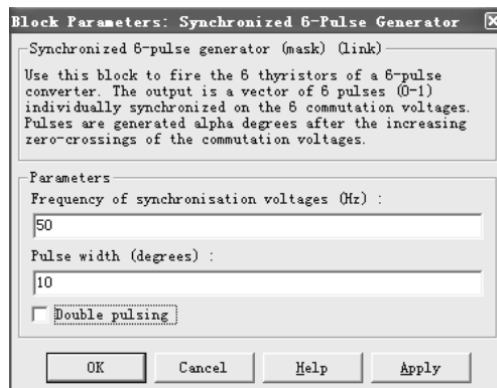 Block Parameters: Synchronized 6-Pulse Generator
Synchronized 6-pulse generator (mask) (link)
Use this block to fire the 6 thyristors of a 6-pulse
converter. The output is a vector of 6 pulses (0-1)
individually synchronized on the 6 commutation voltages.
Pulses are generated alpha degrees after the increasing
zero-crossings of the commutation voltages.
Parameters
Frequency of synchronisation voltages (Hz) :
50
Pulse width (degrees) :
10
Double pulsing
OK Cancel Help Apply